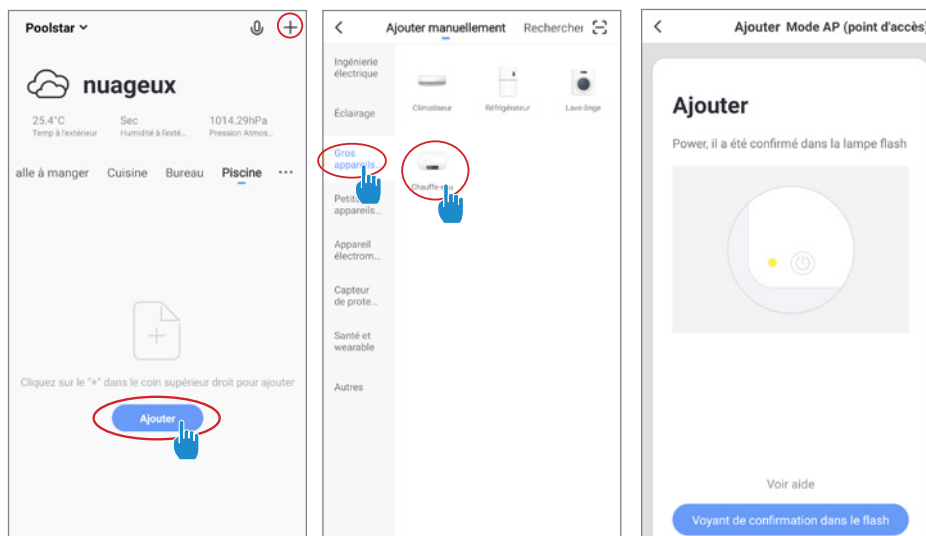 Poolstar
nuageux
25.4°C Sec 1014.29hPa
Temp à l'extérieur Humidité à l'exté... Pression Atmos...
alle à manger Cuisine Bureau Piscine ...
Cliquez sur le "+" dans le coin supérieur droit pour ajouter
Ajouter
Ajouter manuellement Rechercher
Ingénierie
électrique
Climatiseur Réfrigérateur Lave-linge
Éclairage
Gros
appareils...
Chauffe-eau
Petits
appareils...
Appareil
électrom...
Capteur
de prote...
Santé et
wearable
Autres
Ajouter Mode AP (point d'accès)
Ajouter
Power, il a été confirmé dans la lampe flash
Voir aide
Voyant de confirmation dans le flash